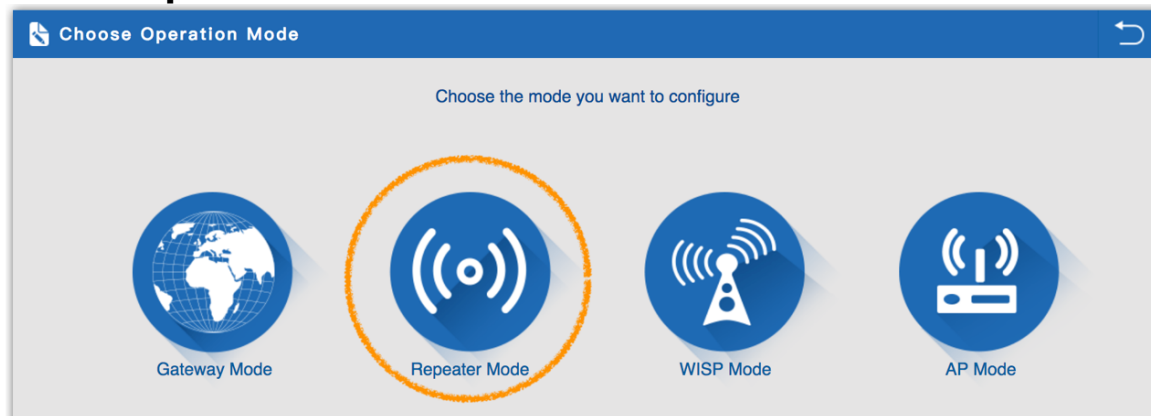 Choose Operation Mode
Choose the mode you want to configure
Gateway Mode
Repeater Mode
WISP Mode
AP Mode